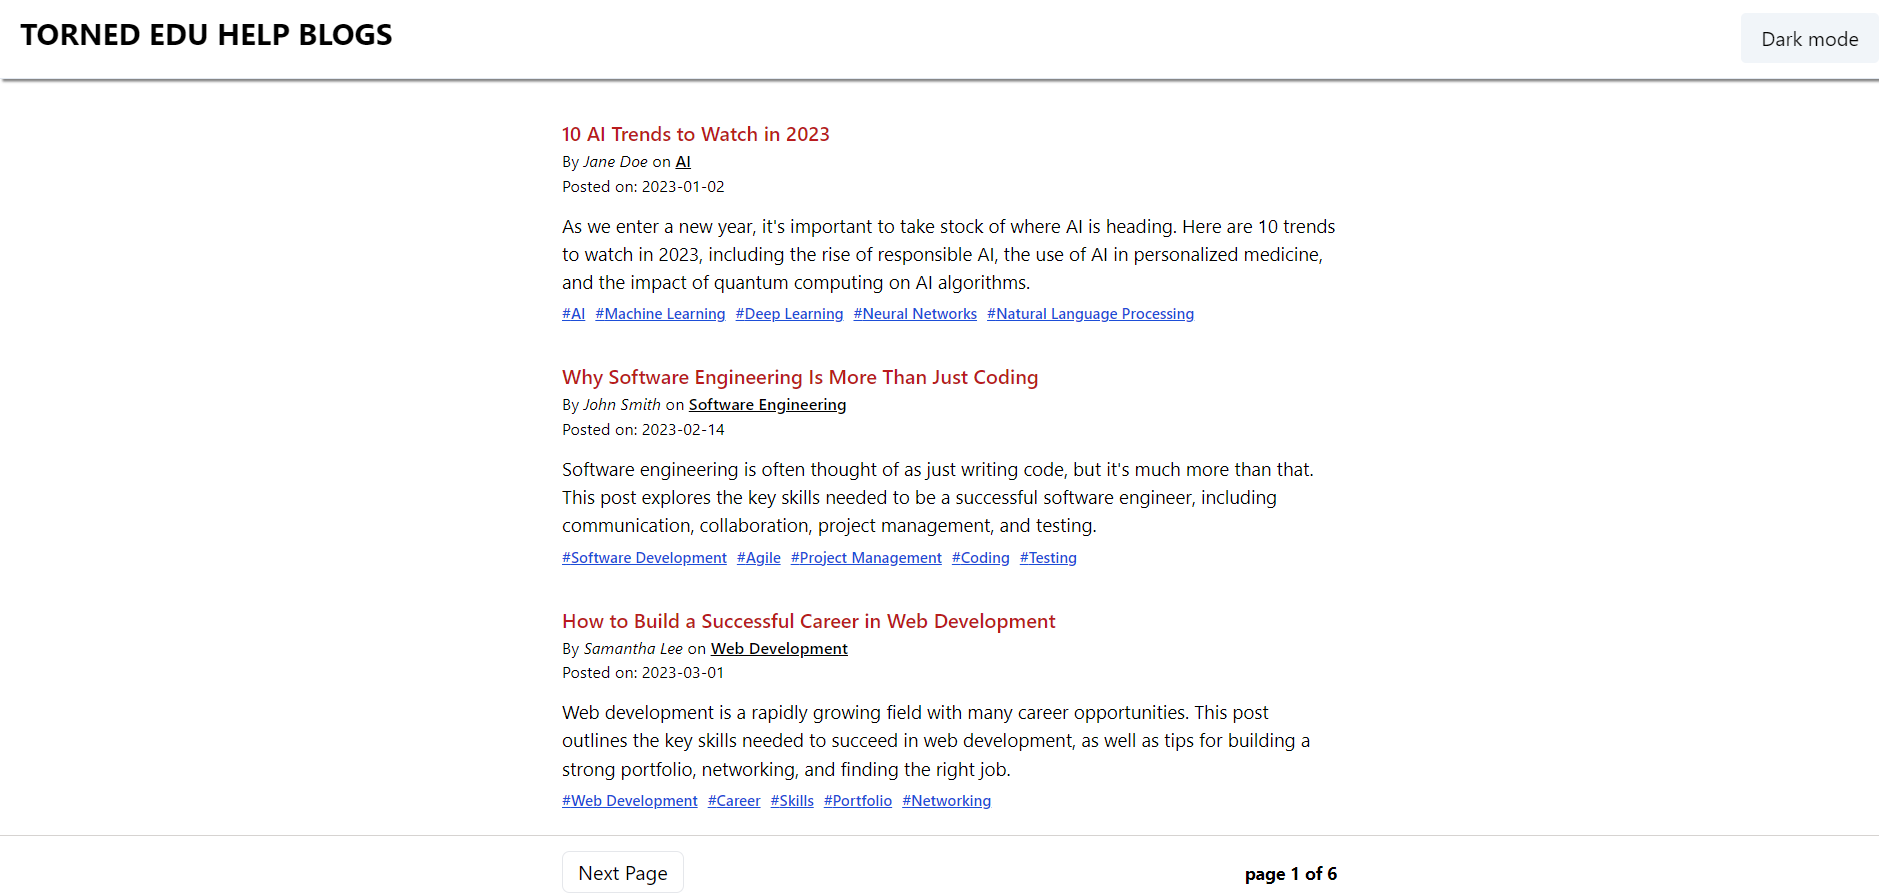 TORNED EDU HELP BLOGS
Dark mode
10 AI Trends to Watch in 2023
By Jane Doe on AI
Posted on: 2023-01-02
As we enter a new year, it's important to take stock of where AI is heading. Here are 10 trends
to watch in 2023, including the rise of responsible AI, the use of AI in personalized medicine,
and the impact of quantum computing on AI algorithms.
#AI #Machine Learning #Deep Learning #Neural Networks #Natural Language Processing
Why Software Engineering Is More Than Just Coding
By John Smith on Software Engineering
Posted on: 2023-02-14
Software engineering is often thought of as just writing code, but it's much more than that.
This post explores the key skills needed to be a successful software engineer, including
communication, collaboration, project management, and testing.
#Software Development #Agile #Project Management #Coding #Testing
How to Build a Successful Career in Web Development
By Samantha Lee on Web Development
Posted on: 2023-03-01
Web development is a rapidly growing field with many career opportunities. This post
outlines the key skills needed to succeed in web development, as well as tips for building a
strong portfolio, networking, and finding the right job.
#Web Development #Career #Skills #Portfolio #Networking
Next Page
page 1 of 6